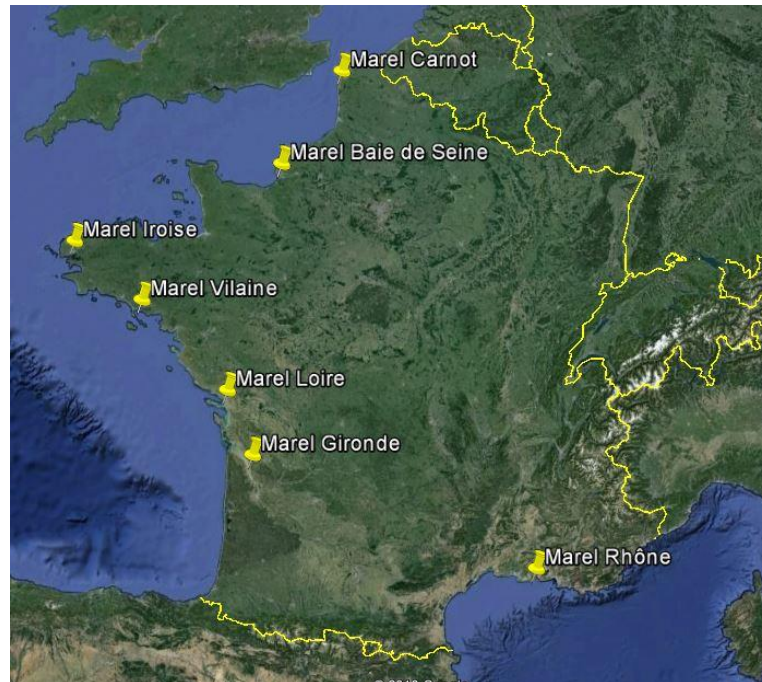 Marel Carnot
Marel Baie de Seine
Marel Iroise
Marel Vilaine
Marel Loire
Marel Gironde
Marel Rhône